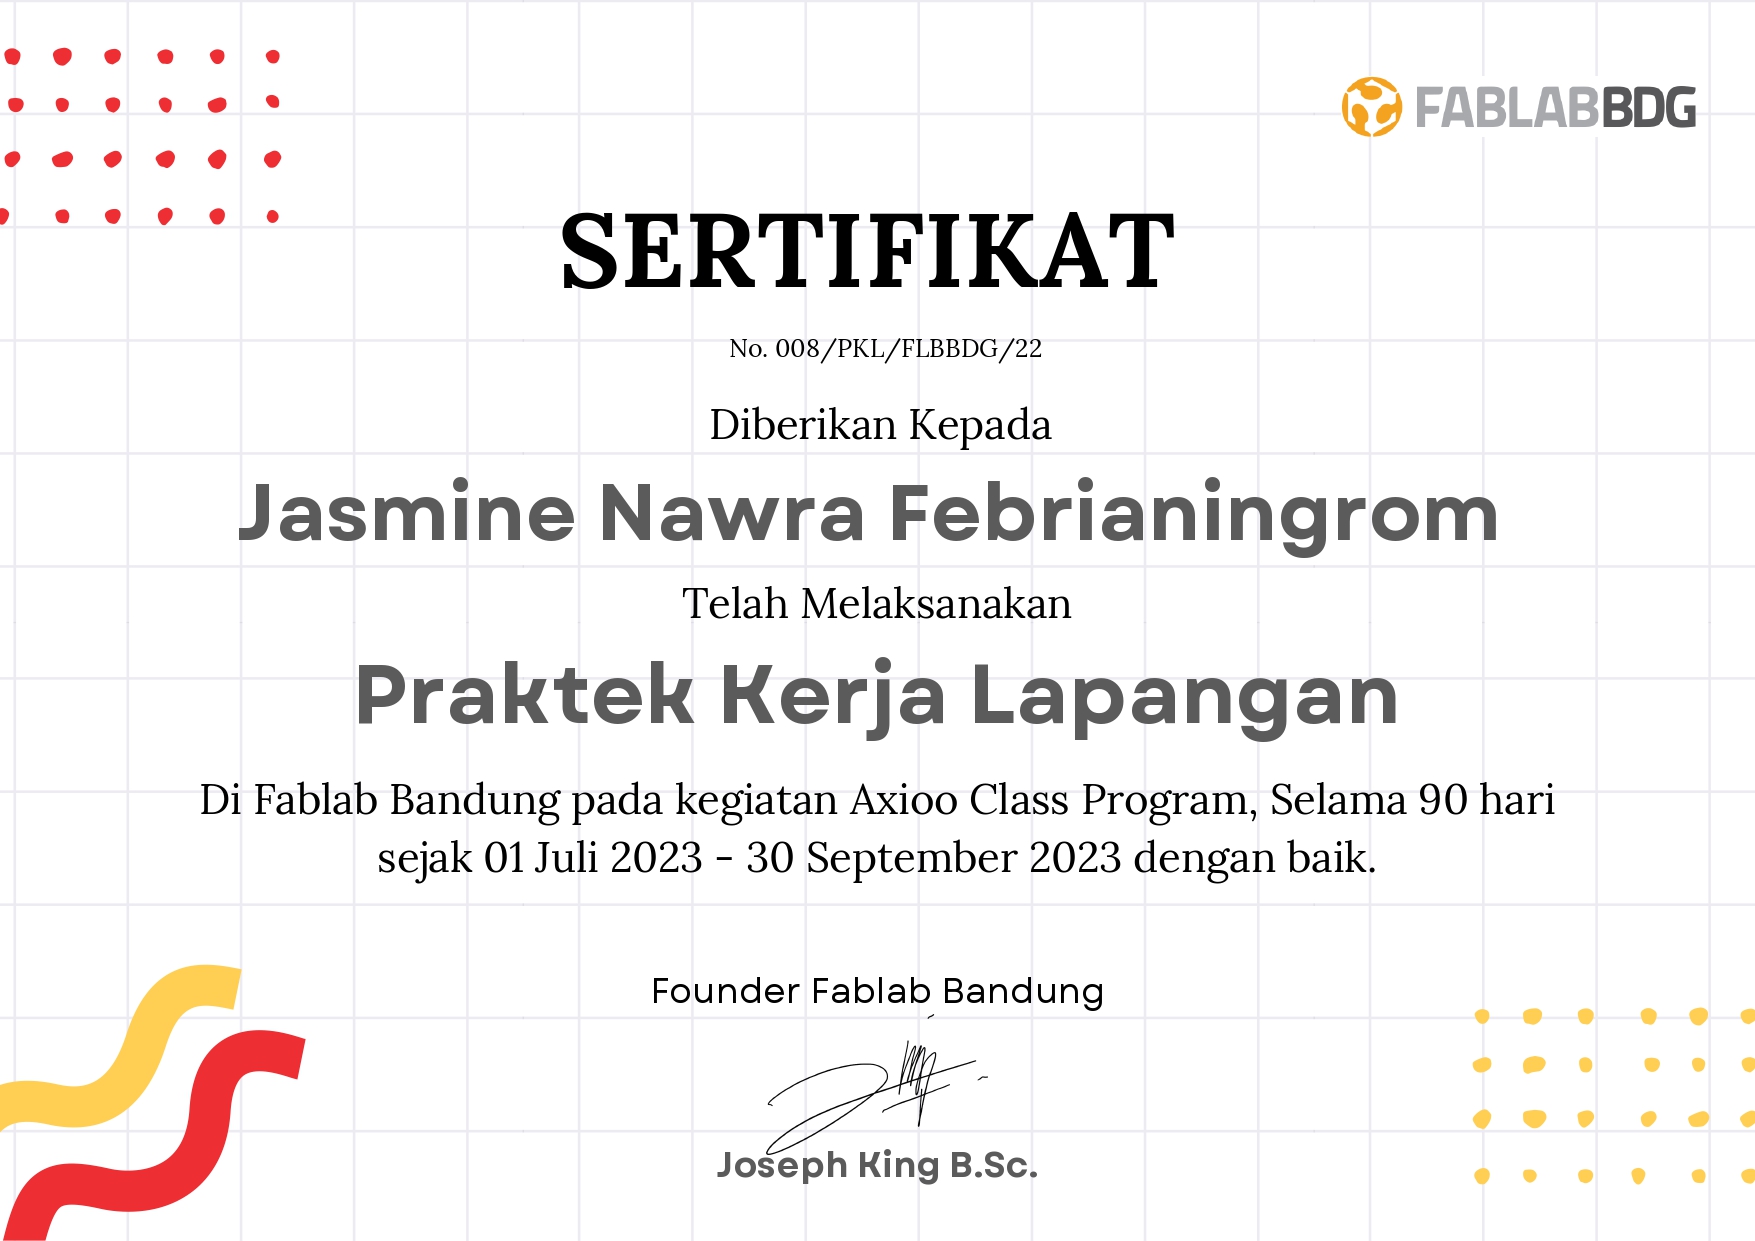 FABLABBDG
SERTIFIKAT
No. 008/PKL/FLBBDG/22
Diberikan Kepada
Jasmine Nawra Febrianingrom
Telah Melaksanakan
Praktek Kerja Lapangan
Di Fablab Bandung pada kegiatan Axioo Class Program, Selama 90 hari
sejak 01 Juli 2023 - 30 September 2023 dengan baik.
Founder Fablab Bandung
Joseph King B.Sc.